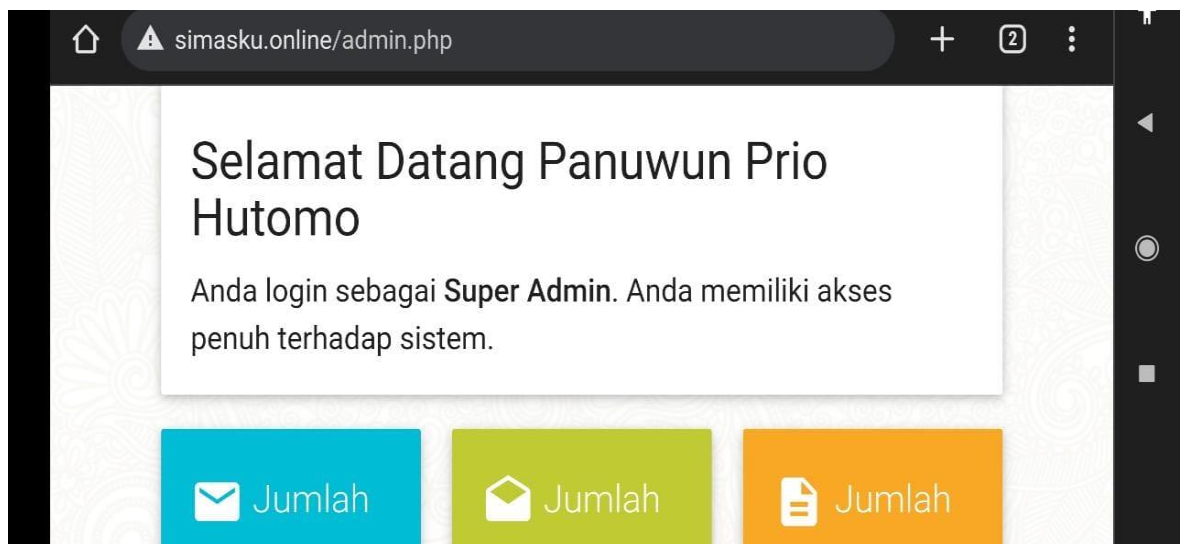 simasku.online/admin.php
2
Selamat Datang Panuwun Prio
Hutomo
Anda login sebagai Super Admin. Anda memiliki akses
penuh terhadap sistem.
Jumlah
Jumlah
Jumlah